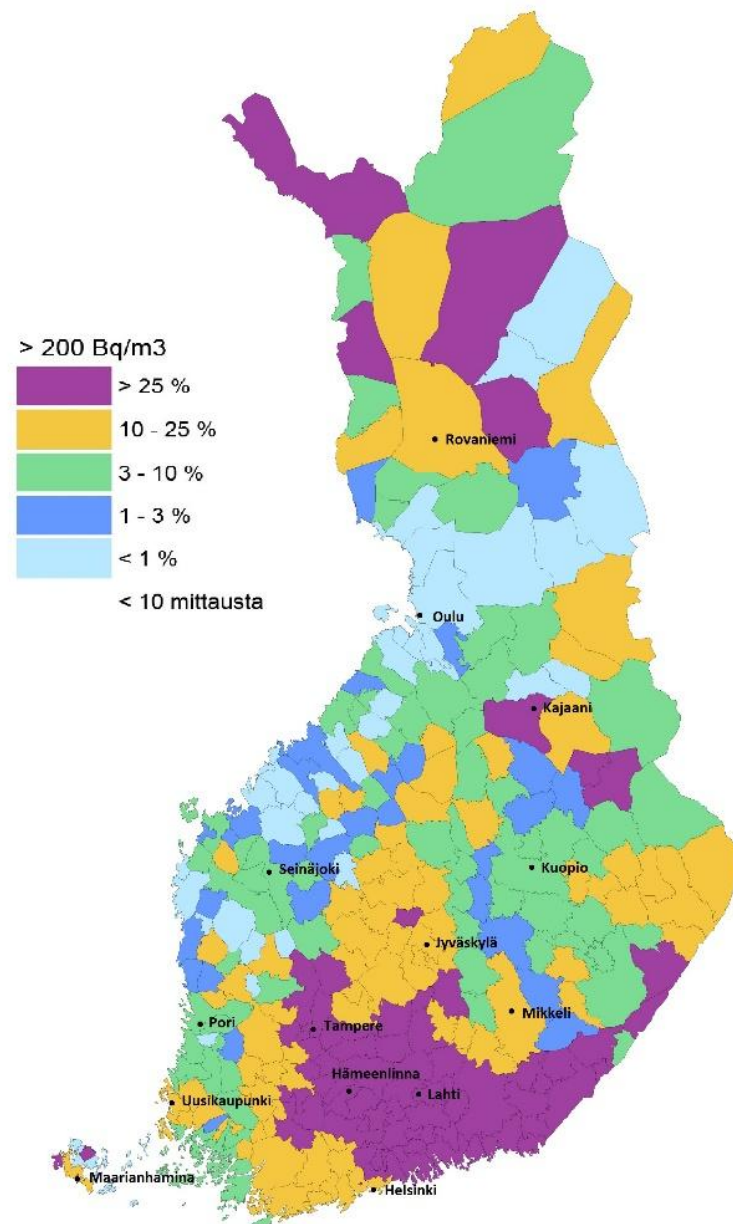 > 200 Bq/m3
> 25 %
10 - 25 %
3 - 10 %
1 - 3 %
< 1 %
< 10 mittausta
Rovaniemi
Oulu
Kajaani
Seinäjoki
Kuopio
Jyväskylä
Mikkeli
Pori
Tampere
Hämeenlinna
Lahti
Uusikaupunki
Maarianhamina
Helsinki